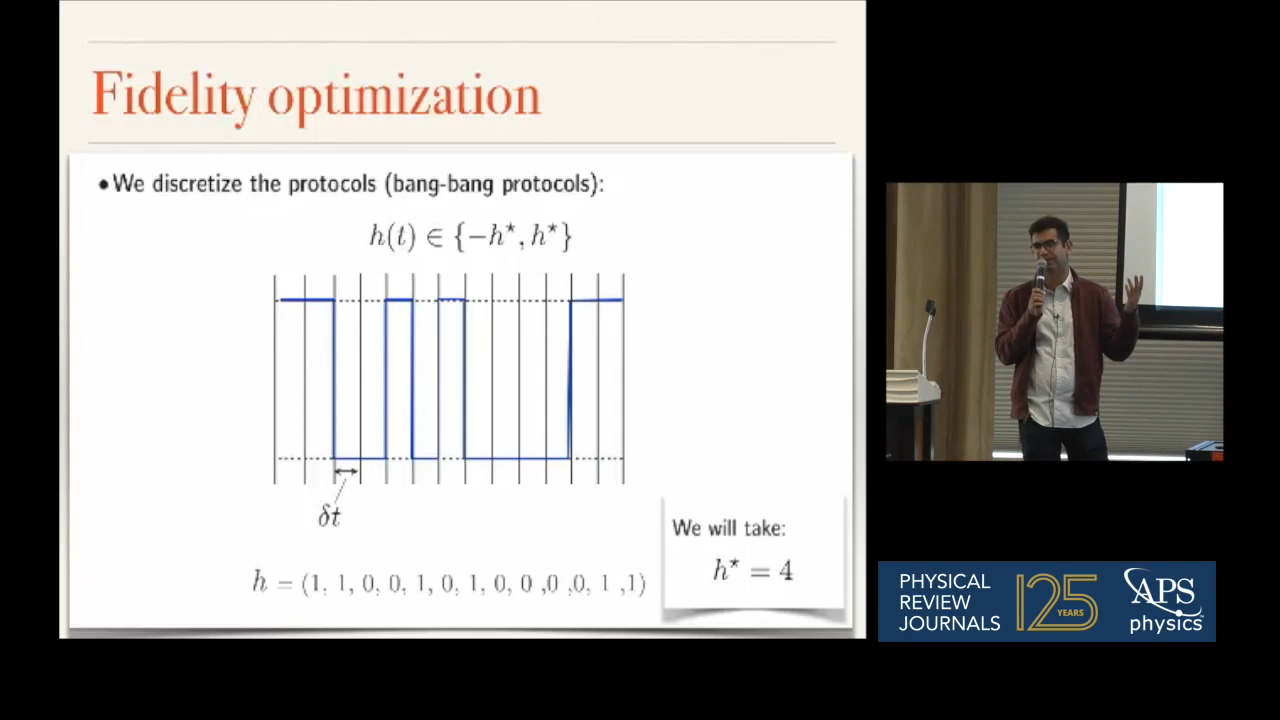 Fidelity optimization
•We discretize the protocols (bang-bang protocols):
h(t) ∈ {−h⋆, h⋆}
δt
h = (1, 1, 0, 0, 1, 0, 1, 0, 0 ,0 ,0, 1 ,1)
We will take:
h⋆ = 4
PHYSICAL
REVIEW
JOURNALS
125
YEARS
APS
physics